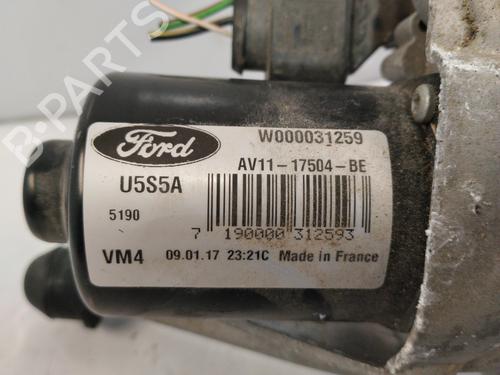 Ford
W000031259
AV11-17504-BE
U5S5A
5190
7 190000 312593
VM4 09.01.17 23:21C Made in France
B-PARTS